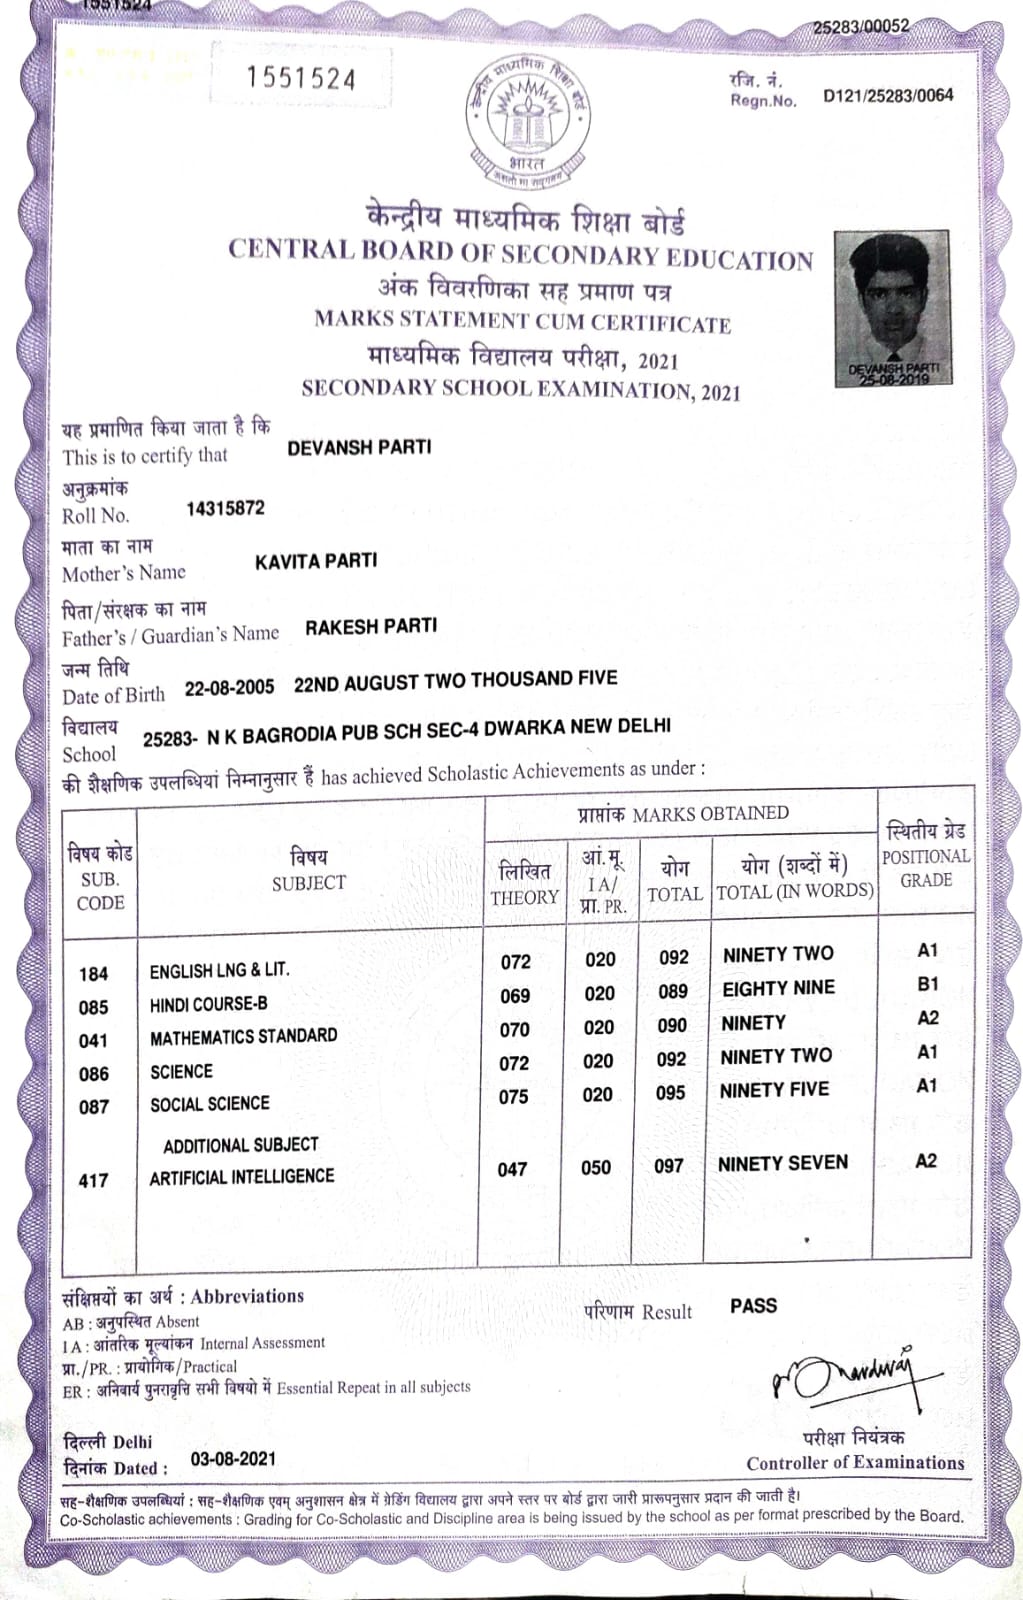 1551524
25283/00052
1551524
रजि. नं.
Regn.No. D121/25283/0064
केन्द्रीय माध्यमिक शिक्षा बोर्ड
भारत
असतो मा सद्गमय
केन्द्रीय माध्यमिक शिक्षा बोर्ड
CENTRAL BOARD OF SECONDARY EDUCATION
अंक विवरणिका सह प्रमाण पत्र
MARKS STATEMENT CUM CERTIFICATE
माध्यमिक विद्यालय परीक्षा, 2021
SECONDARY SCHOOL EXAMINATION, 2021
DEVANSH PARTI
25-08-2019
यह प्रमाणित किया जाता है कि
This is to certify that DEVANSH PARTI
अनुक्रमांक
Roll No. 14315872
माता का नाम
Mother's Name KAVITA PARTI
पिता/संरक्षक का नाम
Father's / Guardian's Name RAKESH PARTI
जन्म तिथि
Date of Birth 22-08-2005 22ND AUGUST TWO THOUSAND FIVE
विद्यालय
School 25283- N K BAGRODIA PUB SCH SEC-4 DWARKA NEW DELHI
की शैक्षणिक उपलब्धियां निम्नानुसार हैं has achieved Scholastic Achievements as under :
विषय कोड
SUB.
CODE
विषय
SUBJECT
प्राप्तांक MARKS OBTAINED
लिखित
THEORY
आं.मू.
I A/
प्रा. PR.
योग
TOTAL
योग (शब्दों में)
TOTAL (IN WORDS)
स्थितीय ग्रेड
POSITIONAL
GRADE
184 ENGLISH LNG & LIT. 072 020 092 NINETY TWO A1
085 HINDI COURSE-B 069 020 089 EIGHTY NINE B1
041 MATHEMATICS STANDARD 070 020 090 NINETY A2
086 SCIENCE 072 020 092 NINETY TWO A1
087 SOCIAL SCIENCE 075 020 095 NINETY FIVE A1
ADDITIONAL SUBJECT
417 ARTIFICIAL INTELLIGENCE 047 050 097 NINETY SEVEN A2
संक्षिप्तियों का अर्थ : Abbreviations
AB : अनुपस्थित Absent
I A : आंतरिक मूल्यांकन Internal Assessment
प्रा./PR. : प्रायोगिक/Practical
ER : अनिवार्य पुनरावृत्ति सभी विषयो में Essential Repeat in all subjects
परिणाम Result PASS
दिल्ली Delhi
दिनांक Dated : 03-08-2021
परीक्षा नियंत्रक
Controller of Examinations
सह-शैक्षणिक उपलब्धियां : सह-शैक्षणिक एवम् अनुशासन क्षेत्र में ग्रेडिंग विद्यालय द्वारा अपने स्तर पर बोर्ड द्वारा जारी प्रारूपनुसार प्रदान की जाती है।
Co-Scholastic achievements : Grading for Co-Scholastic and Discipline area is being issued by the school as per format prescribed by the Board.